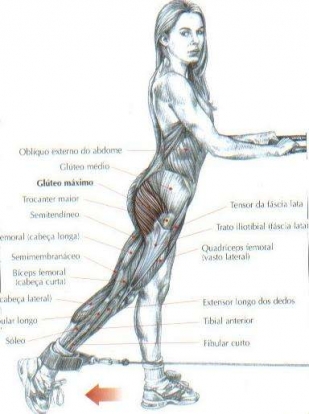 Oblíquo externo do abdome
Glúteo médio
Glúteo máximo
Trocanter maior
Semitendíneo
emoral (cabeça longa)
Semimembranáceo
Bíceps femoral
(cabeça curta)
cabeça lateral)
ular longo
Sóleo
Tensor da fáscia lata
Trato iliotibial (fáscia lata
Quadríceps femoral
(vasto lateral)
Extensor longo dos dedos
Tibial anterior
Fibular curto